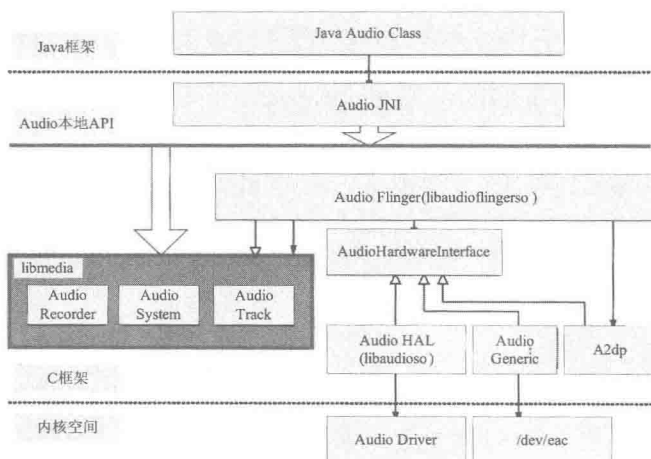 Java Audio Class
Java框架
Audio JNI
Audio本地API
Audio Flinger(libaudioflingerso )
AudioHardwareInterface
libmedia
Audio
Recorder
Audio
System
Audio
Track
Audio HAL
(libaudioso )
Audio
Generic
A2dp
C框架
内核空间
Audio Driver
/dev/eac